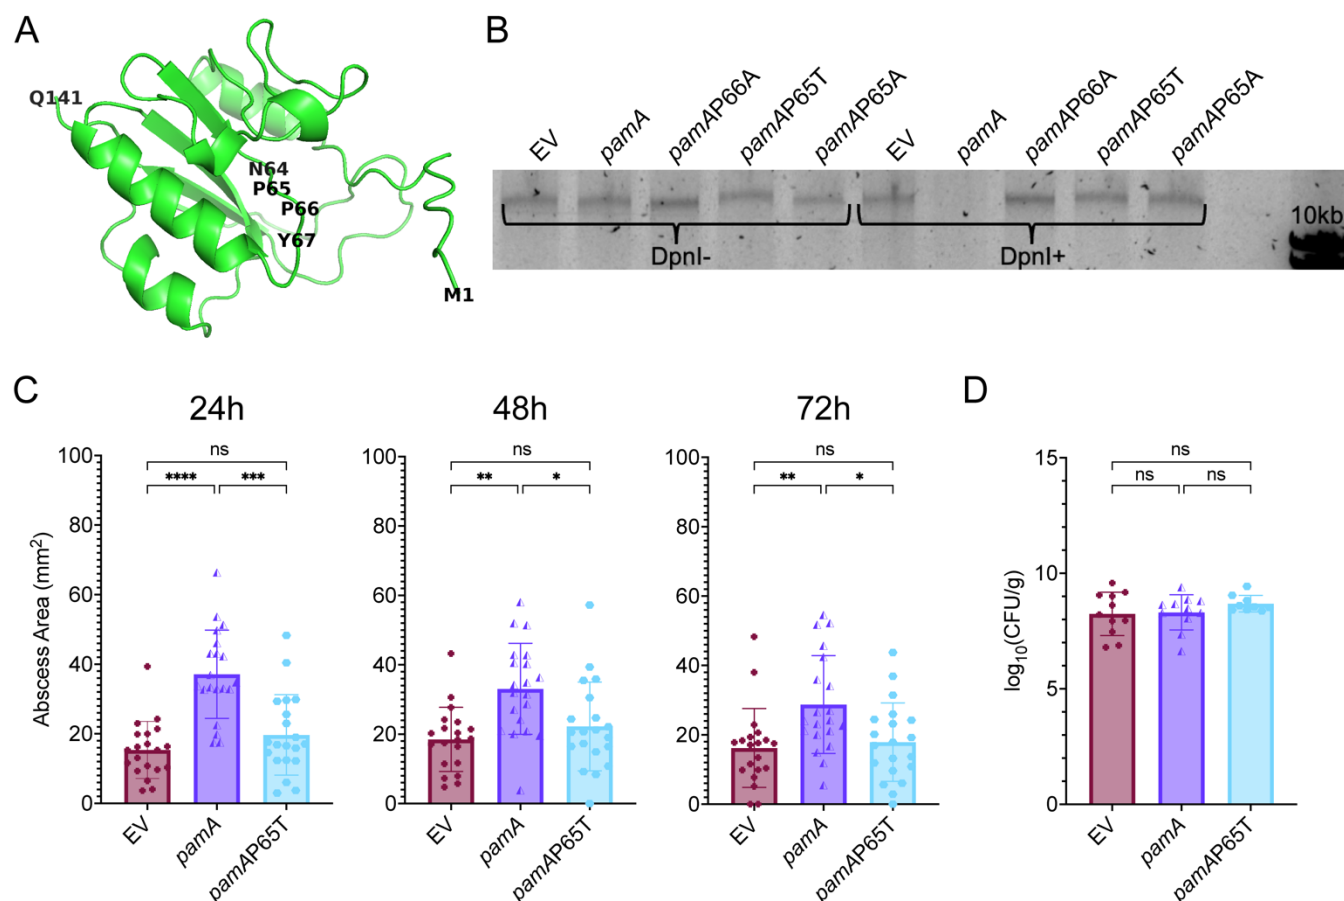 A
Q141
N64
P65
P66
Y67
M1
B
EV
pamA
pamAP66A
pamAP65T
pamAP65A
EV
pamA
pamAP66A
pamAP65T
pamAP65A
DpnI-
DpnI+
10kb
C
24h
48h
72h
Abscess Area (mm²)
100
80
60
40
20
0
ns
**** ***
EV
pamA
pamAP65T
100
80
60
40
20
0
ns
** *
EV
pamA
pamAP65T
100
80
60
40
20
0
ns
** *
EV
pamA
pamAP65T
D
log₁₀(CFU/g)
15
10
5
0
ns
ns ns
EV
pamA
pamAP65T